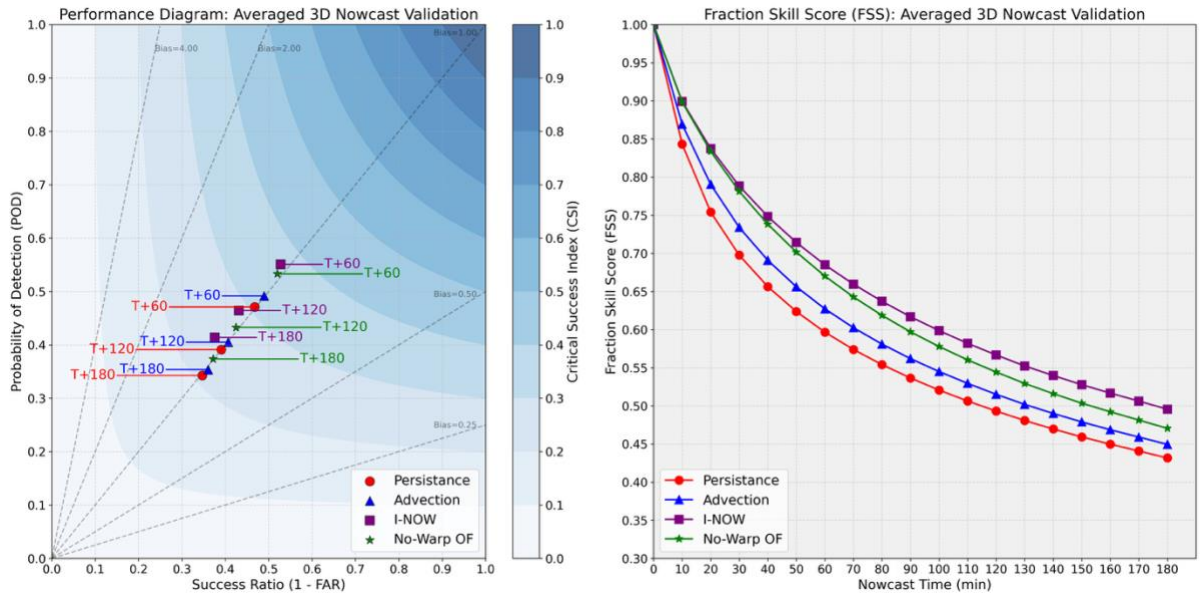 Performance Diagram: Averaged 3D Nowcast Validation
Bias=4.00
Bias=2.00
Bias=1.00
Bias=0.50
Bias=0.25
T+60
T+60
T+60
T+60
T+120
T+120
T+120
T+120
T+180
T+180
T+180
T+180
Probability of Detection (POD)
1.0
0.9
0.8
0.7
0.6
0.5
0.4
0.3
0.2
0.1
0.0
0.0 0.1 0.2 0.3 0.4 0.5 0.6 0.7 0.8 0.9 1.0
Success Ratio (1 - FAR)
Persistance
Advection
I-NOW
No-Warp OF
1.0
0.9
0.8
0.7
0.6
0.5
0.4
0.3
0.2
0.1
0.0
Critical Success Index (CSI)
Fraction Skill Score (FSS): Averaged 3D Nowcast Validation
Fraction Skill Score (FSS)
1.00
0.95
0.90
0.85
0.80
0.75
0.70
0.65
0.60
0.55
0.50
0.45
0.40
0.35
0.30
Persistance
Advection
I-NOW
No-Warp OF
0 10 20 30 40 50 60 70 80 90 100 110 120 130 140 150 160 170 180
Nowcast Time (min)